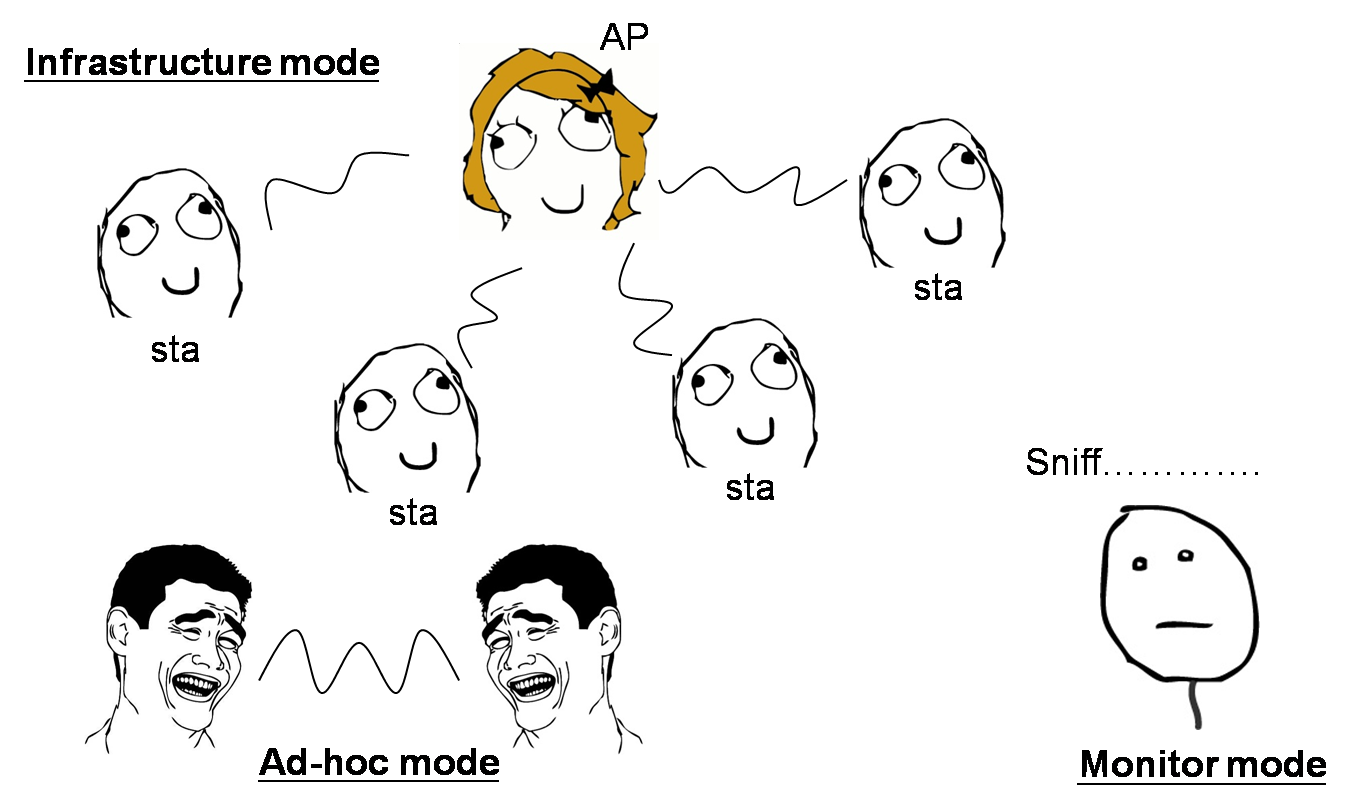 Infrastructure mode
AP
sta
sta
sta
sta
Sniff………….
Ad-hoc mode
Monitor mode